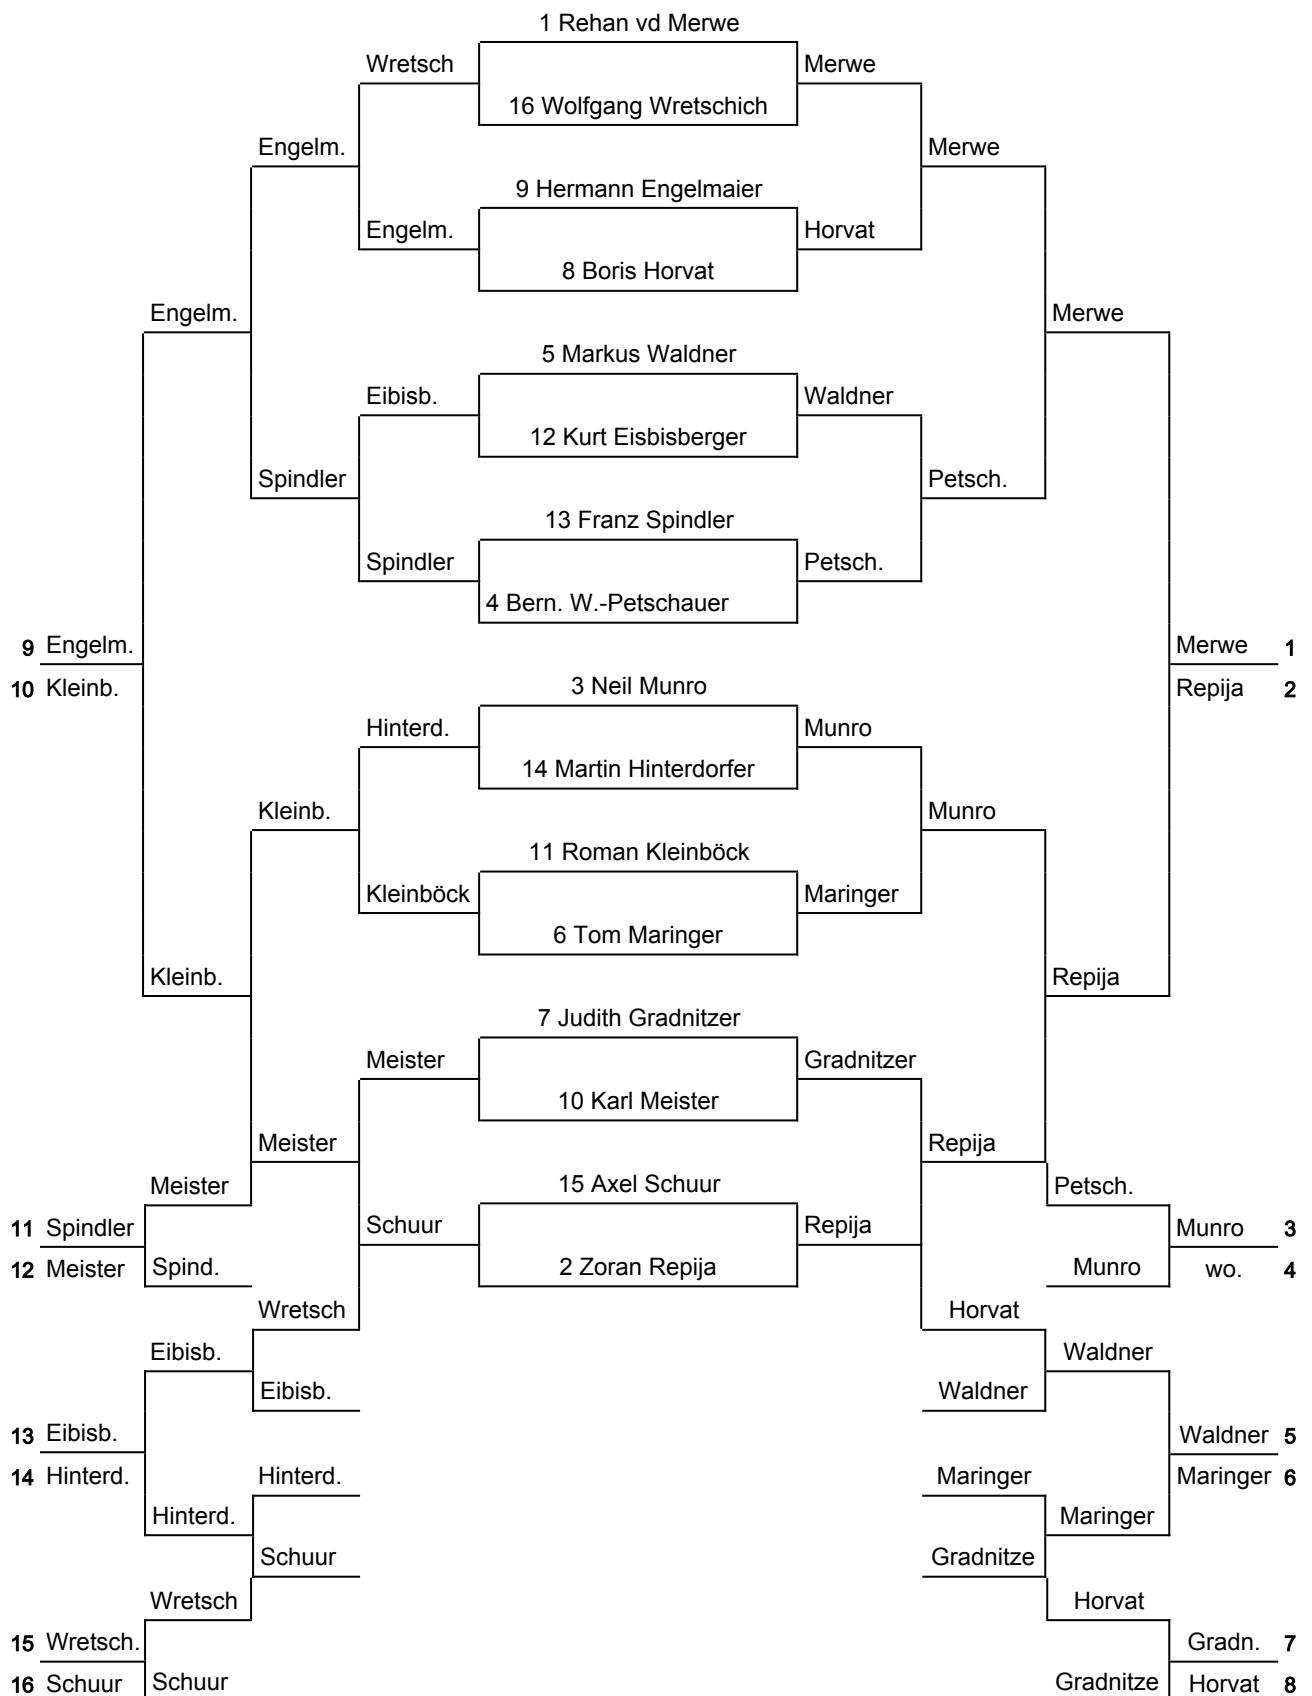 1 Rehan vd Merwe
Wretsch Merwe
16 Wolfgang Wretschich
Engelm. Merwe
9 Hermann Engelmaier
Engelm. Horvat
8 Boris Horvat
Engelm. Merwe
5 Markus Waldner
Eibisb. Waldner
12 Kurt Eisbisberger
Spindler Petsch.
13 Franz Spindler
Spindler Petsch.
4 Bern. W.-Petschauer
9 Engelm. Merwe 1
10 Kleinb. 3 Neil Munro Repija 2
Hinterd. Munro
14 Martin Hinterdorfer
Kleinb. Munro
11 Roman Kleinböck
Kleinböck Maringer
6 Tom Maringer
Kleinb. Repija
7 Judith Gradnitzer
Meister Gradnitzer
10 Karl Meister
Meister Repija
Meister 15 Axel Schuur Petsch.
11 Spindler Schuur Repija Munro 3
12 Meister Spind. 2 Zoran Repija Munro wo. 4
Wretsch Horvat
Eibisb. Waldner
Eibisb. Waldner
13 Eibisb. Waldner 5
14 Hinterd. Hinterd. Maringer Maringer 6
Hinterd. Maringer
Schuur Gradnitze
Wretsch Horvat
15 Wretsch. Gradn. 7
16 Schuur Schuur Gradnitze Horvat 8